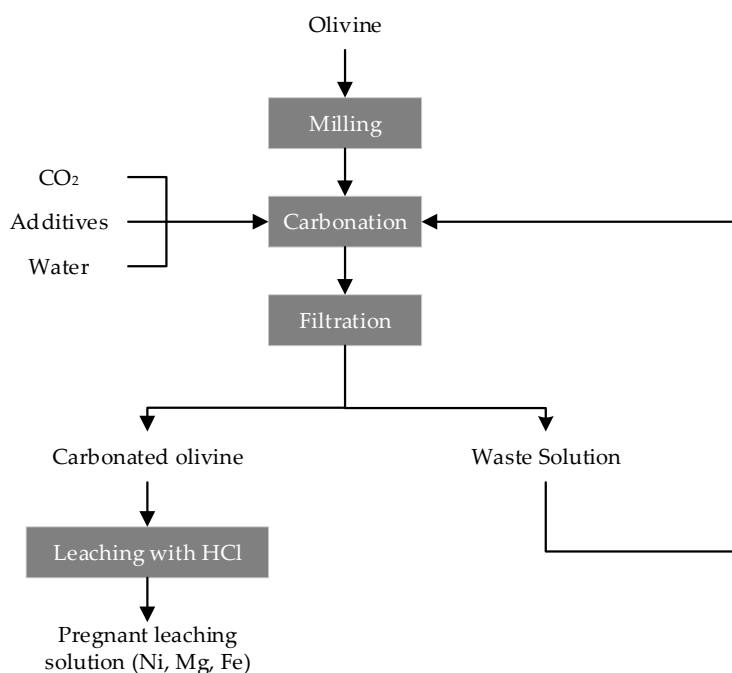 Olivine
Milling
CO₂
Additives
Carbonation
Water
Filtration
Carbonated olivine
Waste Solution
Leaching with HCl
Pregnant leaching
solution (Ni, Mg, Fe)